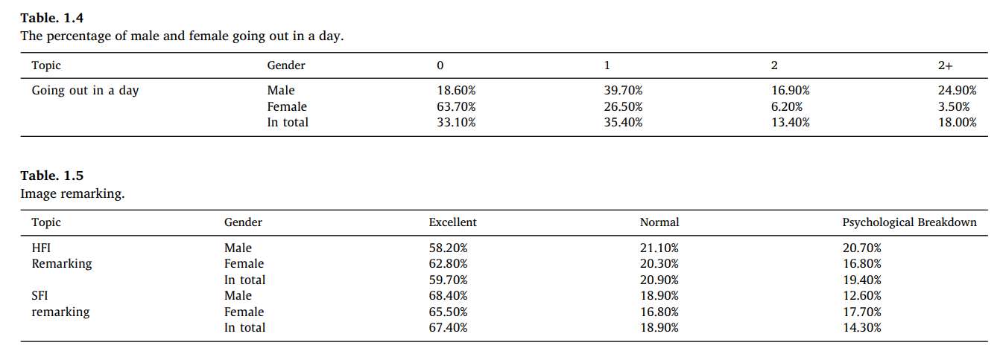 Table. 1.4
The percentage of male and female going out in a day.
Topic Gender 0 1 2 2+
Going out in a day Male 18.60% 39.70% 16.90% 24.90%
Female 63.70% 26.50% 6.20% 3.50%
In total 33.10% 35.40% 13.40% 18.00%
Table. 1.5
Image remarking.
Topic Gender Excellent Normal Psychological Breakdown
HFI Male 58.20% 21.10% 20.70%
Remarking Female 62.80% 20.30% 16.80%
In total 59.70% 20.90% 19.40%
SFI Male 68.40% 18.90% 12.60%
remarking Female 65.50% 16.80% 17.70%
In total 67.40% 18.90% 14.30%